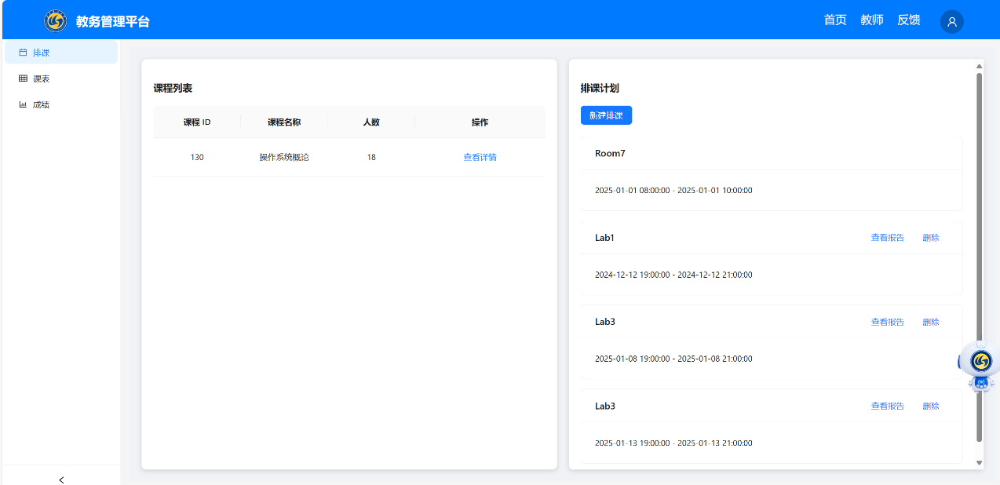 教务管理平台
首页 教师 反馈
排课
课表
成绩
课程列表
课程 ID 课程名称 人数 操作
130 操作系统概论 18 查看详情
排课计划
新建排课
Room7
2025-01-01 08:00:00 - 2025-01-01 10:00:00
Lab1 查看报告 删除
2024-12-12 19:00:00 - 2024-12-12 21:00:00
Lab3 查看报告 删除
2025-01-08 19:00:00 - 2025-01-08 21:00:00
Lab3 查看报告 删除
2025-01-13 19:00:00 - 2025-01-13 21:00:00